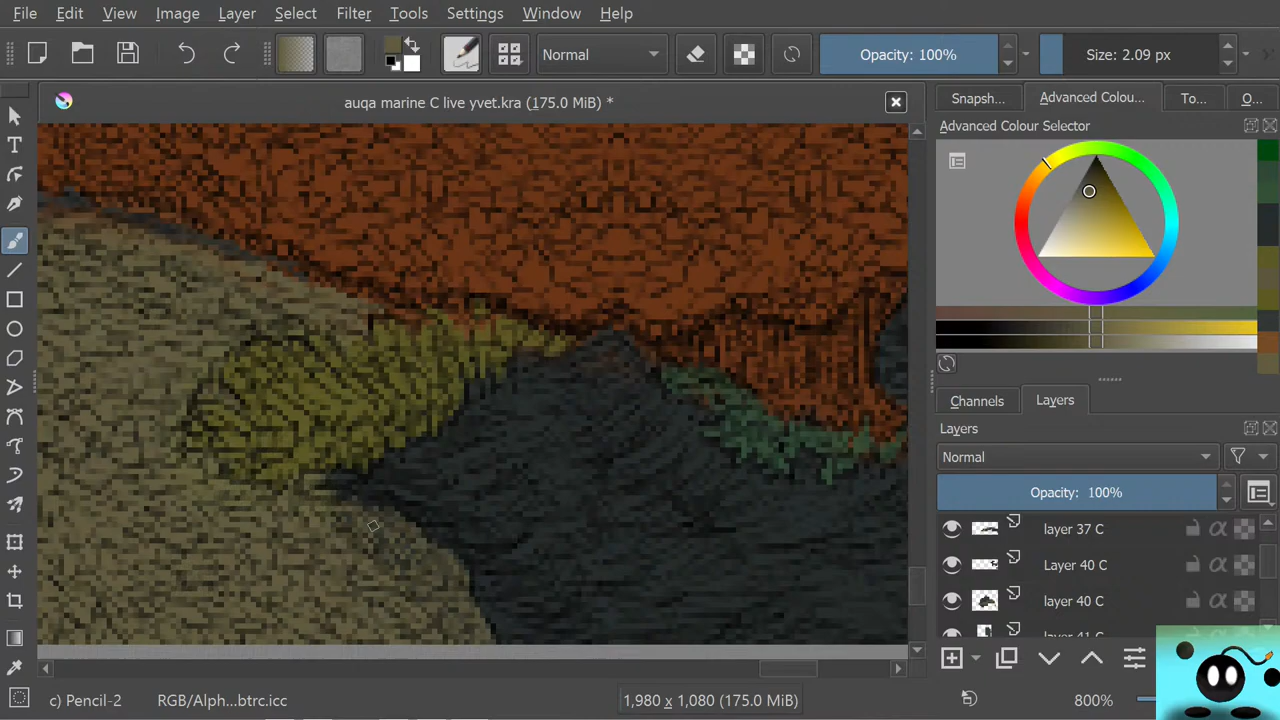 File Edit View Image Layer Select Filter Tools Settings Window Help
Normal Opacity: 100% Size: 2.09 px
auqa marine C live yvet.kra (175.0 MiB) *
Snapsh... Advanced Colou... To... O...
Advanced Colour Selector
Channels Layers
Layers
Normal
Opacity: 100%
layer 37 C
Layer 40 C
layer 40 C
layer 41 C
c) Pencil-2 RGB/Alph...btrc.icc 1,980 x 1,080 (175.0 MiB) 800%